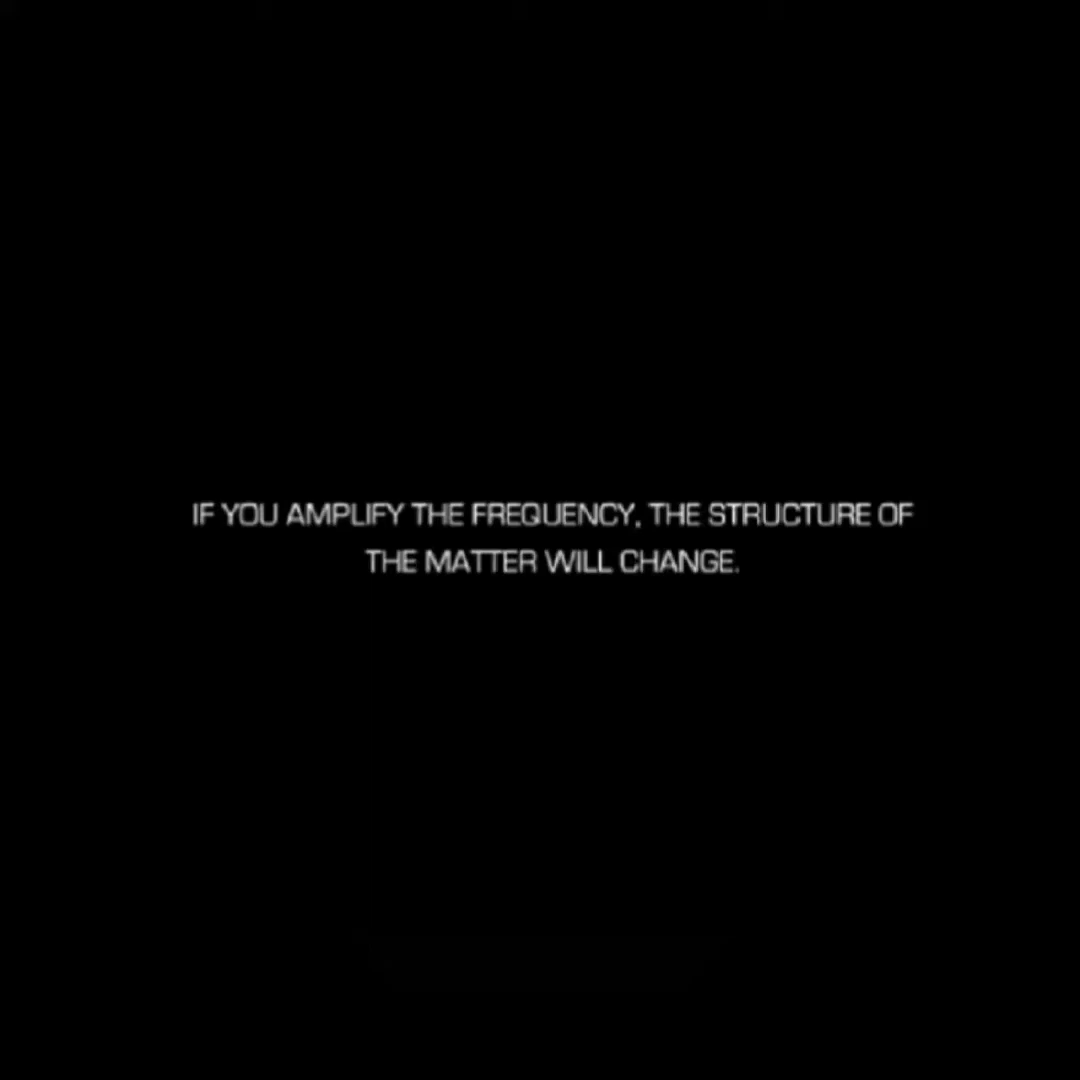 IF YOU AMPLIFY THE FREQUENCY, THE STRUCTURE OF
THE MATTER WILL CHANGE.